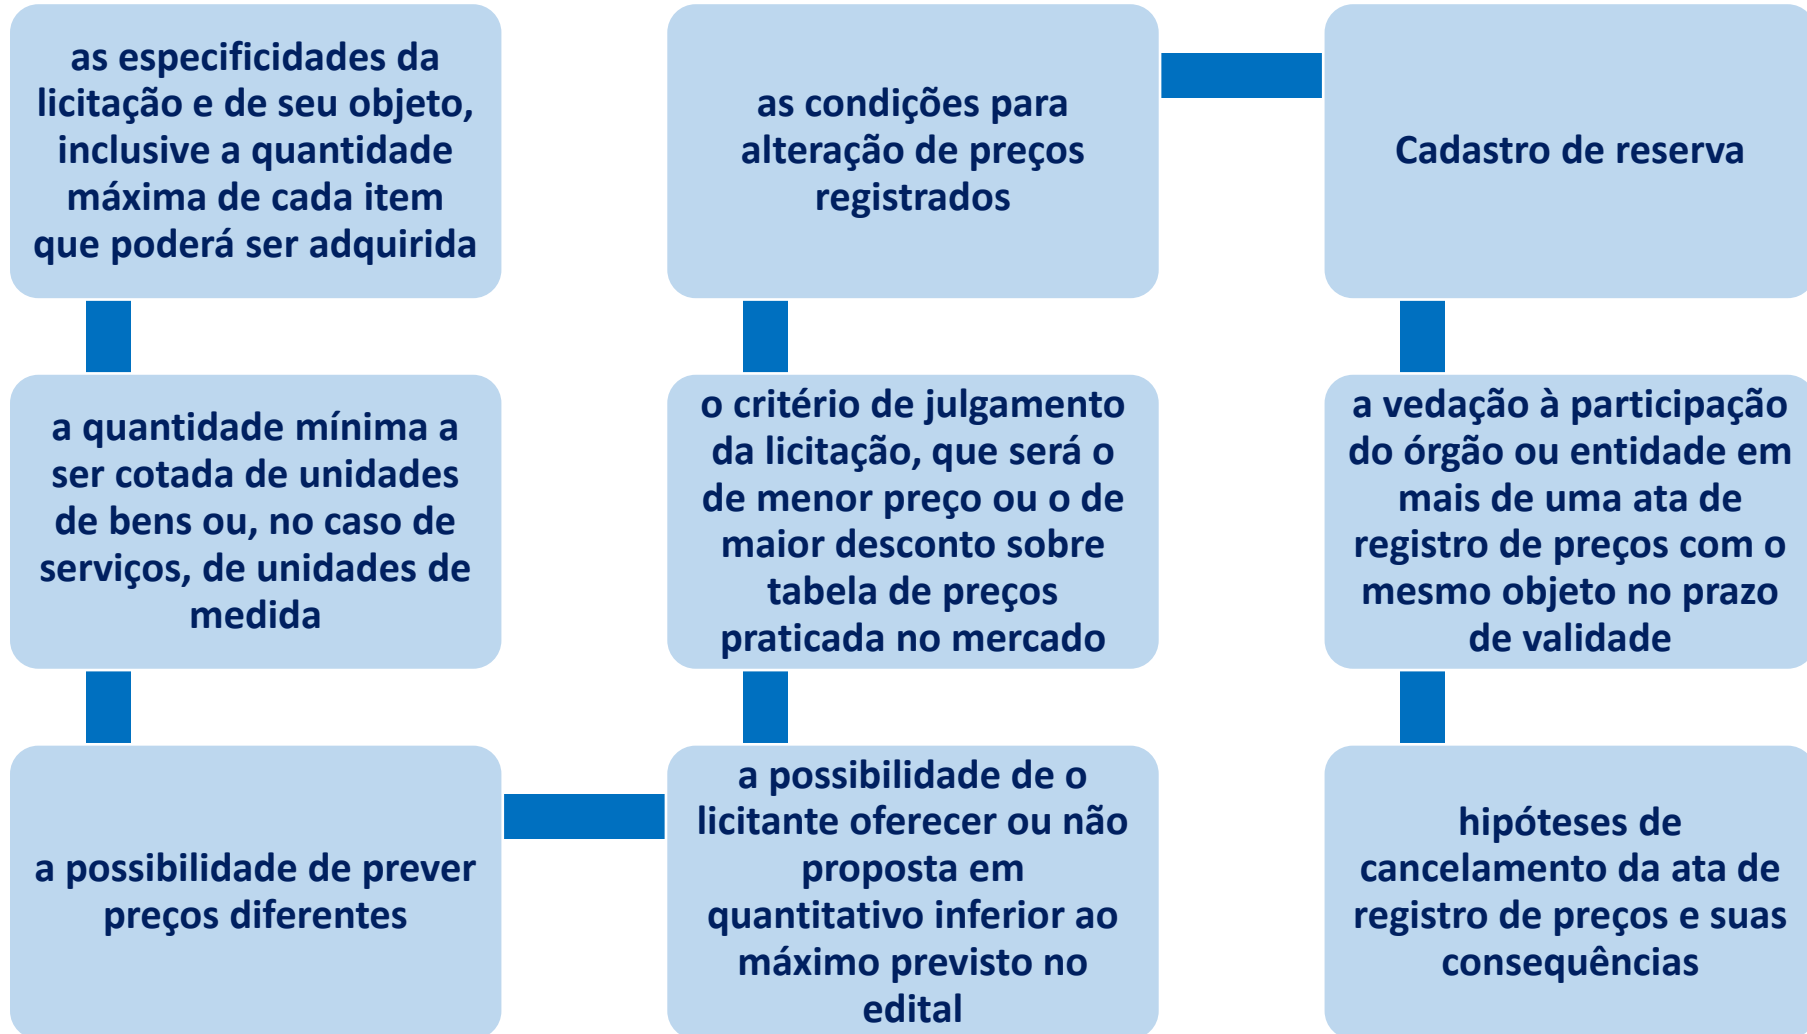 as especificidades da
licitação e de seu objeto,
inclusive a quantidade
máxima de cada item
que poderá ser adquirida
a quantidade mínima a
ser cotada de unidades
de bens ou, no caso de
serviços, de unidades de
medida
a possibilidade de prever
preços diferentes
a possibilidade de o
licitante oferecer ou não
proposta em
quantitativo inferior ao
máximo previsto no
edital
o critério de julgamento
da licitação, que será o
de menor preço ou o de
maior desconto sobre
tabela de preços
praticada no mercado
as condições para
alteração de preços
registrados
Cadastro de reserva
a vedação à participação
do órgão ou entidade em
mais de uma ata de
registro de preços com o
mesmo objeto no prazo
de validade
hipóteses de
cancelamento da ata de
registro de preços e suas
consequências